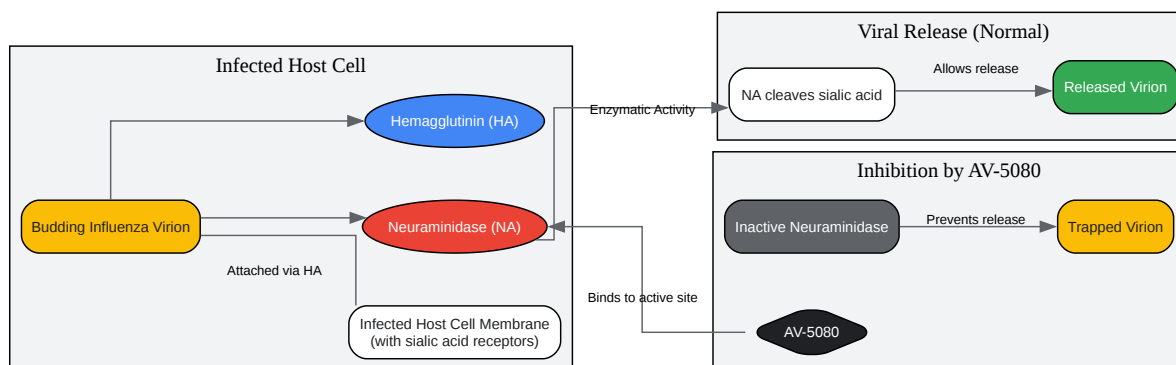 Infected Host Cell
Hemagglutinin (HA)
Budding Influenza Virion
Neuraminidase (NA)
Attached via HA
Infected Host Cell Membrane
(with sialic acid receptors)
Enzymatic Activity
Binds to active site
Viral Release (Normal)
NA cleaves sialic acid
Allows release
Released Virion
Inhibition by AV-5080
Inactive Neuraminidase
Prevents release
Trapped Virion
AV-5080